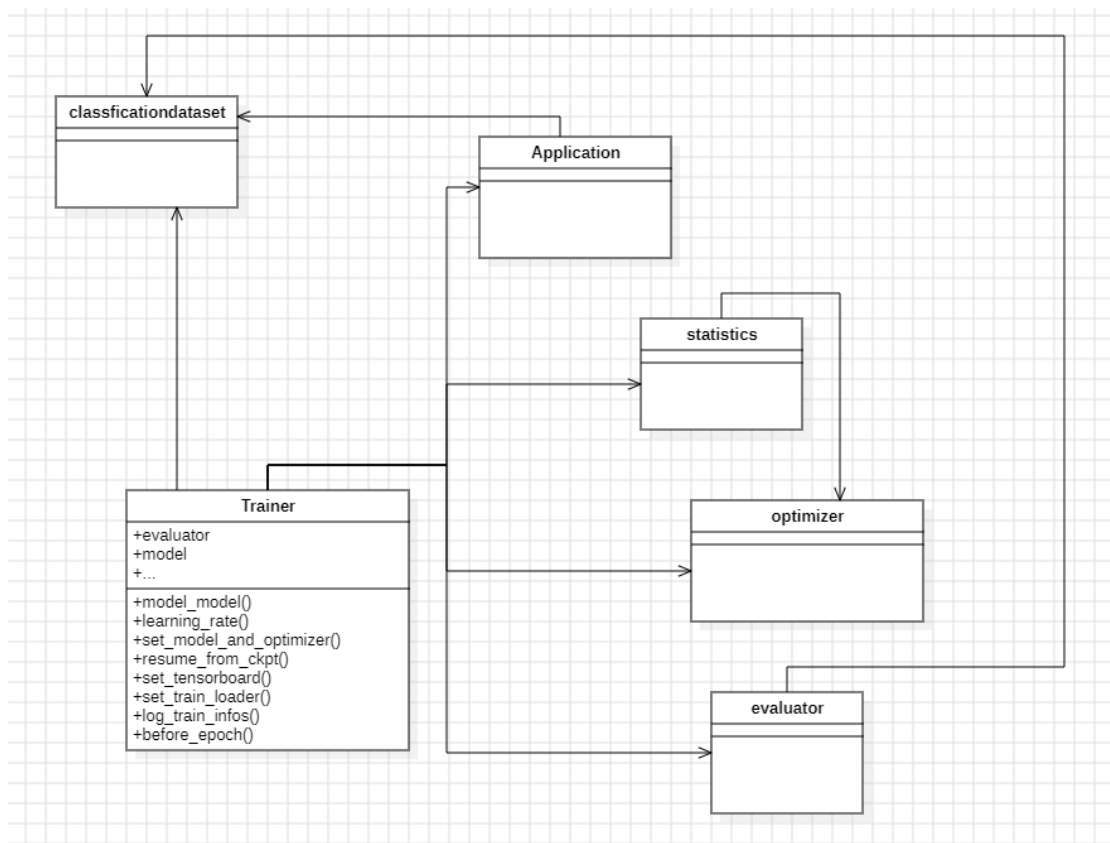 classficationdataset
Application
statistics
Trainer
+evaluator
+model
+...
+model_model()
+learning_rate()
+set_model_and_optimizer()
+resume_from_ckpt()
+set_tensorboard()
+set_train_loader()
+log_train_infos()
+before_epoch()
optimizer
evaluator